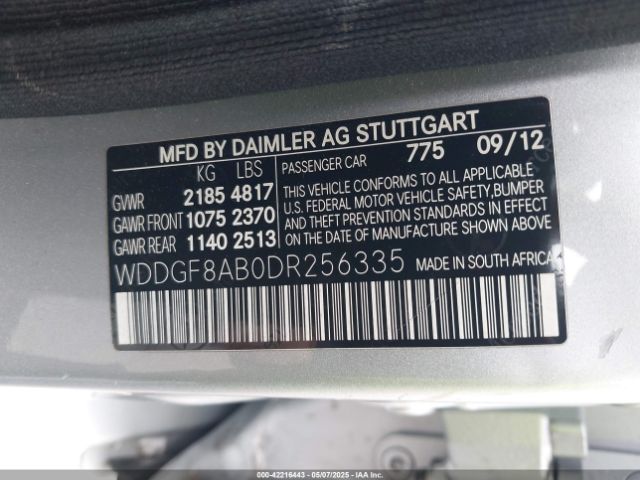 MFD BY DAIMLER AG STUTTGART
KG LBS
GVWR 2185 4817
GAWR FRONT 1075 2370
GAWR REAR 1140 2513
PASSENGER CAR 775 09/12
THIS VEHICLE CONFORMS TO ALL APPLICABLE
U.S. FEDERAL MOTOR VEHICLE SAFETY,BUMPER
AND THEFT PREVENTION STANDARDS IN EFFECT
ON THE DATE OF MANUFACTURE SHOWN ABOVE.
WDDGF8AB0DR256335 MADE IN SOUTH AFRICA
000-42216443 05/07/2025 IAA